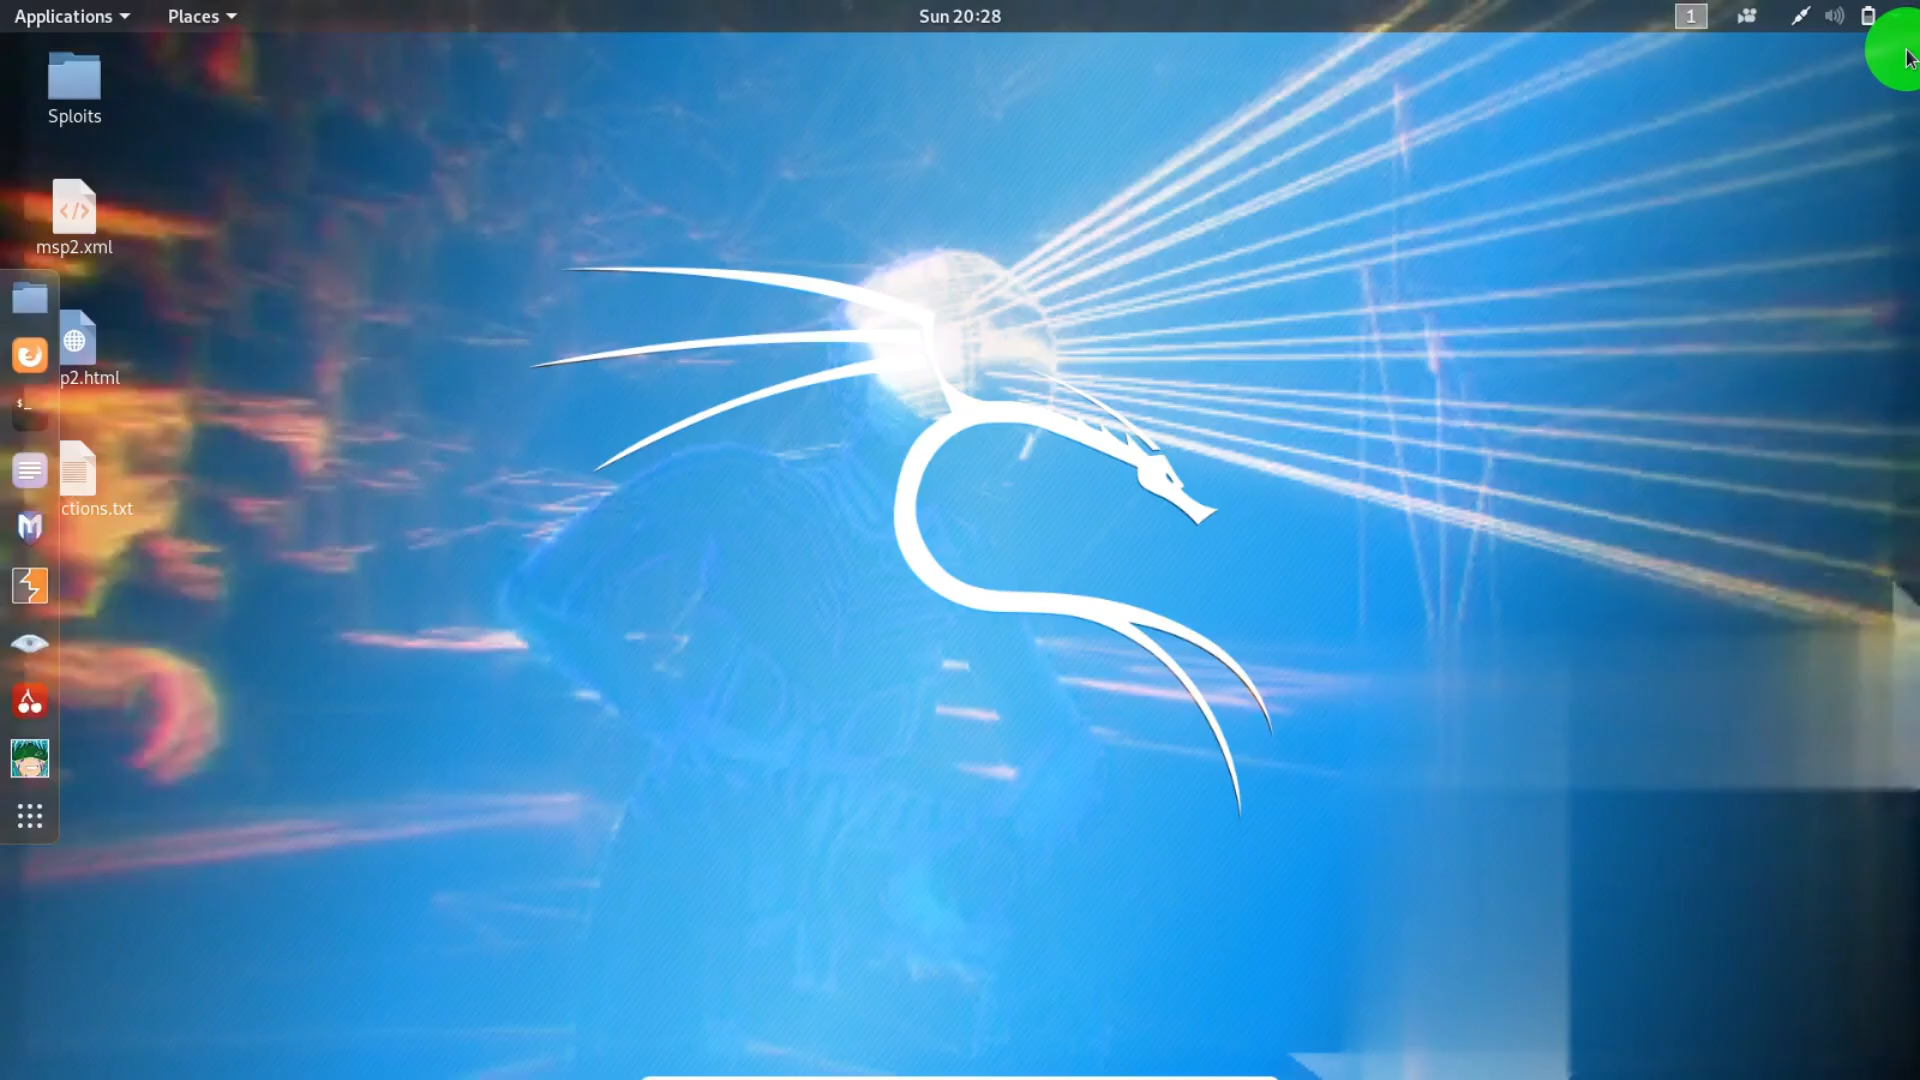 Applications
Places
Sun 20:28
1
Sploits
msp2.xml
</>
p2.html
$_
ctions.txt